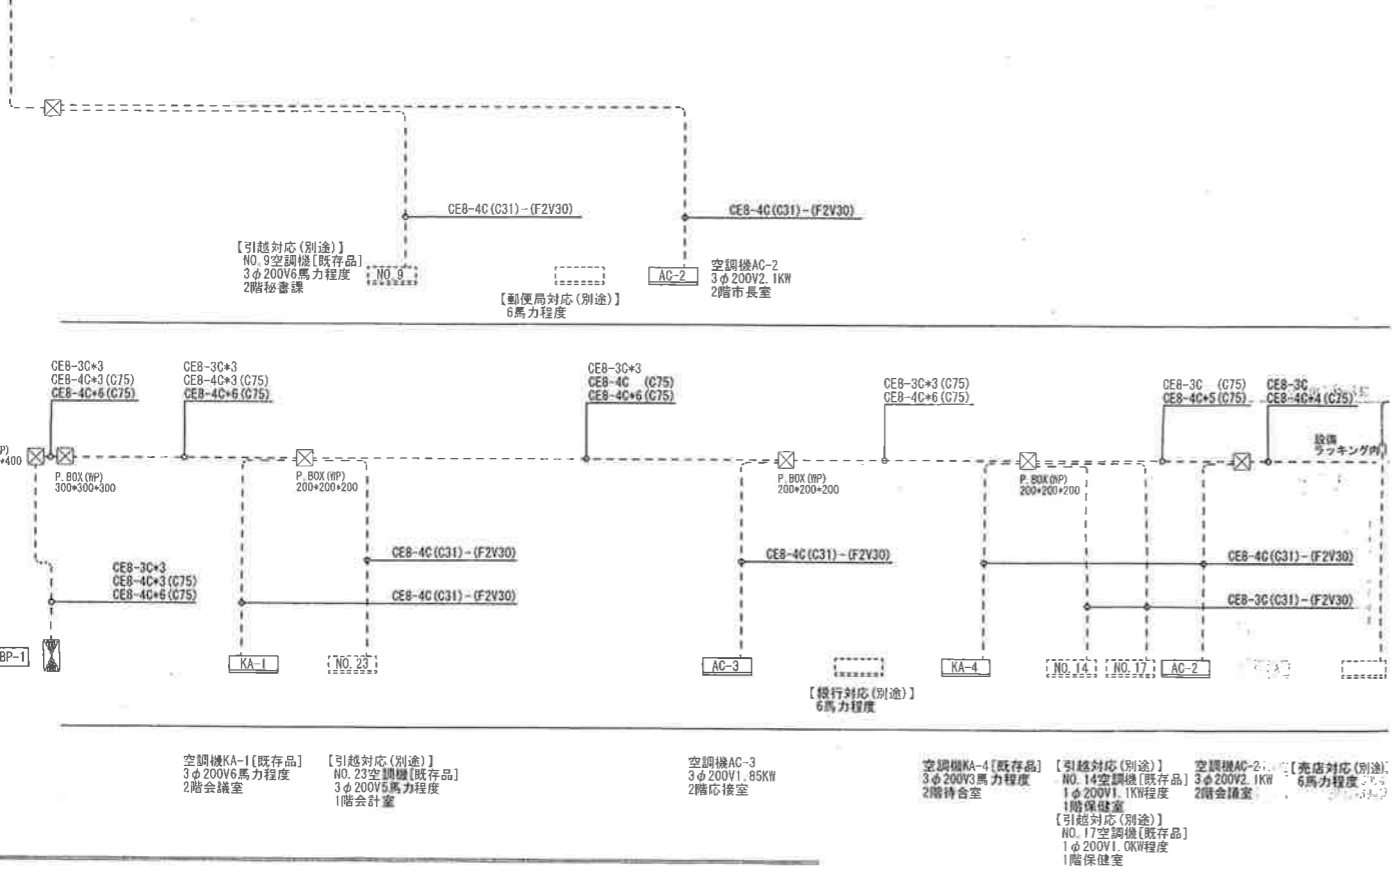 CE8-4C(C31)-(F2V30)
CE8-4C(C31)-(F2V30)
【引越対応(別途)】
NO.9空調機[既存品]
3φ200V6馬力程度
2階秘書課
NO.9
【郵便局対応(別途)】
6馬力程度
AC-2
空調機AC-2
3φ200V2.1KW
2階市長室
CE8-3C*3
CE8-4C*3(C75)
CE8-4C*6(C75)
CE8-3C*3
CE8-4C*3(C75)
CE8-4C*6(C75)
CE8-3C*3
CE8-4C (C75)
CE8-4C*6(C75)
CE8-3C*3(C75)
CE8-4C*6(C75)
CE8-3C (C75)
CE8-4C*5(C75)
CE8-3C
CE8-4C*4(C75)
設備
ラッキング内
P)
*400
P.BOX(WP)
300*300*300
P.BOX(WP)
200*200*200
P.BOX(WP)
200*200*200
P.BOX(WP)
200*200*200
CE8-3C*3
CE8-4C*3(C75)
CE8-4C*6(C75)
CE8-4C(C31)-(F2V30)
CE8-4C(C31)-(F2V30)
CE8-4C(C31)-(F2V30)
CE8-4C(C31)-(F2V30)
CE8-3C(C31)-(F2V30)
BP-1
KA-1
NO.23
AC-3
【銀行対応(別途)】
6馬力程度
KA-4
NO.14
NO.17
AC-2
空調機KA-1[既存品]
3φ200V6馬力程度
2階会議室
【引越対応(別途)】
NO.23空調機[既存品]
3φ200V5馬力程度
1階会計室
空調機AC-3
3φ200V1.85KW
2階応接室
空調機KA-4[既存品]
3φ200V3馬力程度
2階待合室
【引越対応(別途)】
NO.14空調機[既存品]
1φ200V1.1KW程度
1階保健室
【引越対応(別途)】
NO.17空調機[既存品]
1φ200V1.0KW程度
1階保健室
空調機AC-2
3φ200V2.1KW
2階会議室
【売店対応(別途)
6馬力程度